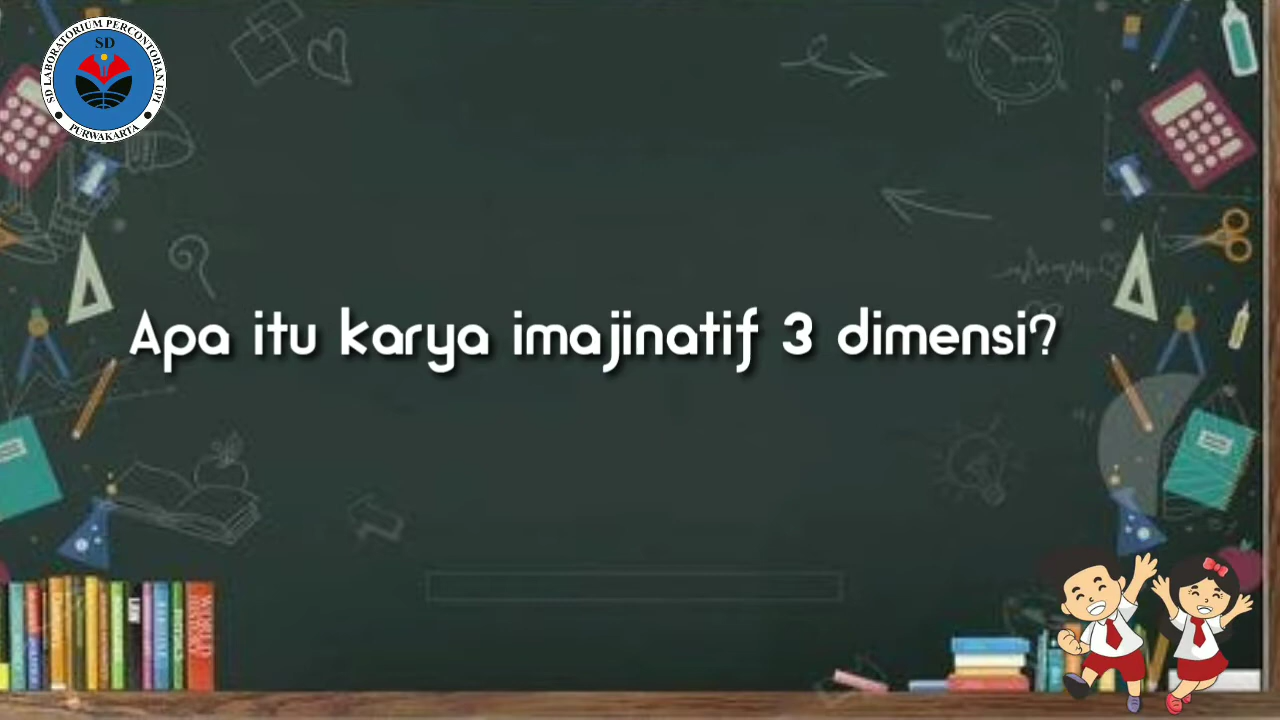 SD LABORATORIUM PERCONTOHAN UPI
SD
PURWAKARTA
Apa itu karya imajinatif 3 dimensi?